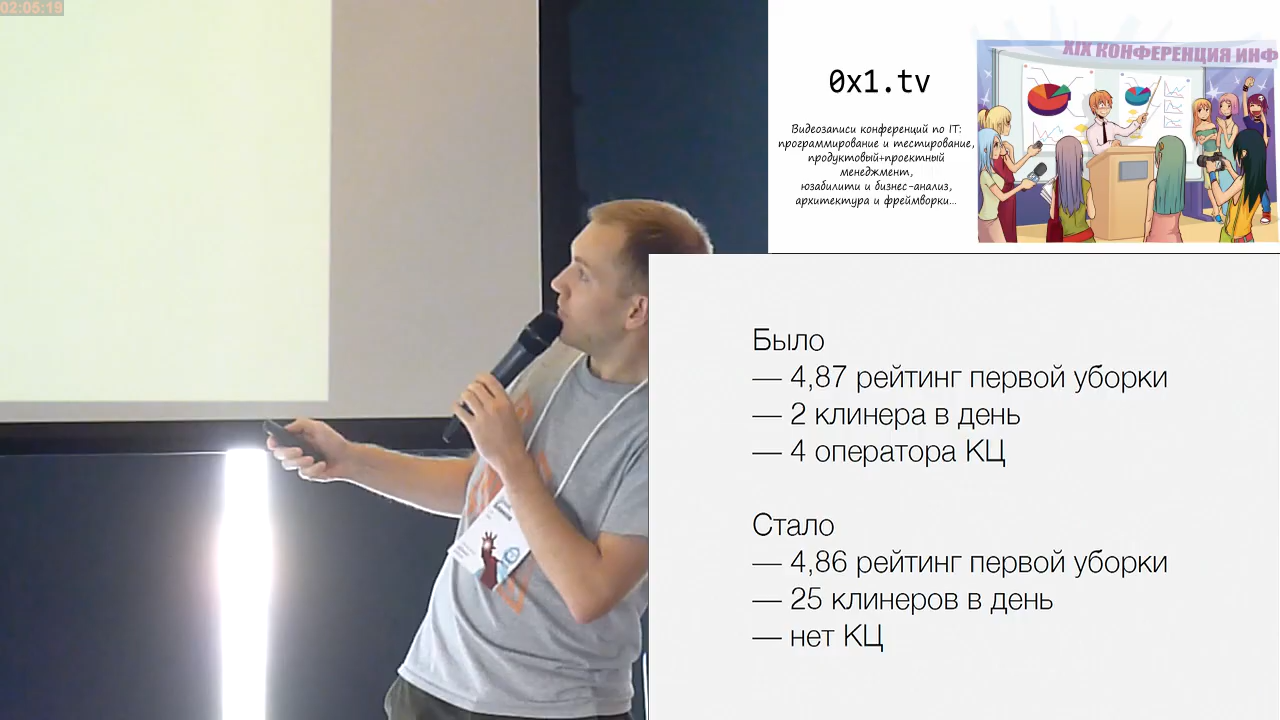 02:05:19
0x1.tv
Видеозаписи конференций по IT:
программирование и тестирование,
продуктовый+проектный
менеджмент,
юзабилити и бизнес-анализ,
архитектура и фреймворки...
XIX КОНФЕРЕНЦИЯ ИНФ
Было
— 4,87 рейтинг первой уборки
— 2 клинера в день
— 4 оператора КЦ
Стало
— 4,86 рейтинг первой уборки
— 25 клинеров в день
— нет КЦ